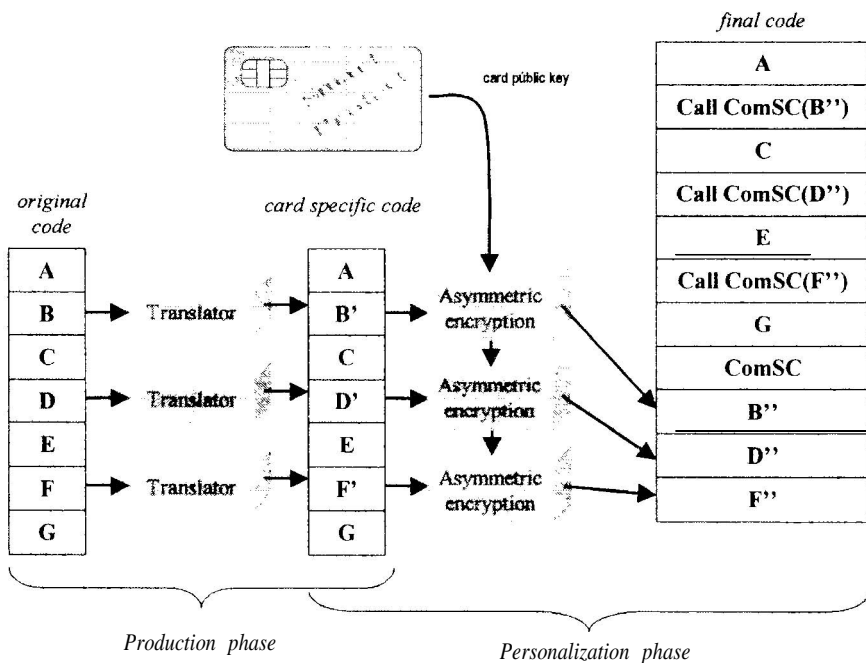 final code
A
Call ComSC(B’’)
C
Call ComSC(D’’)
E
Call ComSC(F’’)
G
ComSC
B’’
D’’
F’’
card públic key
original
code
A
B
C
D
E
F
G
Translator
Translator
Translator
card specific code
A
B’
C
D’
E
F’
G
Asymmetric
encryption
Asymmetric
encryption
Asymmetric
encryption
Production phase
Personalization phase